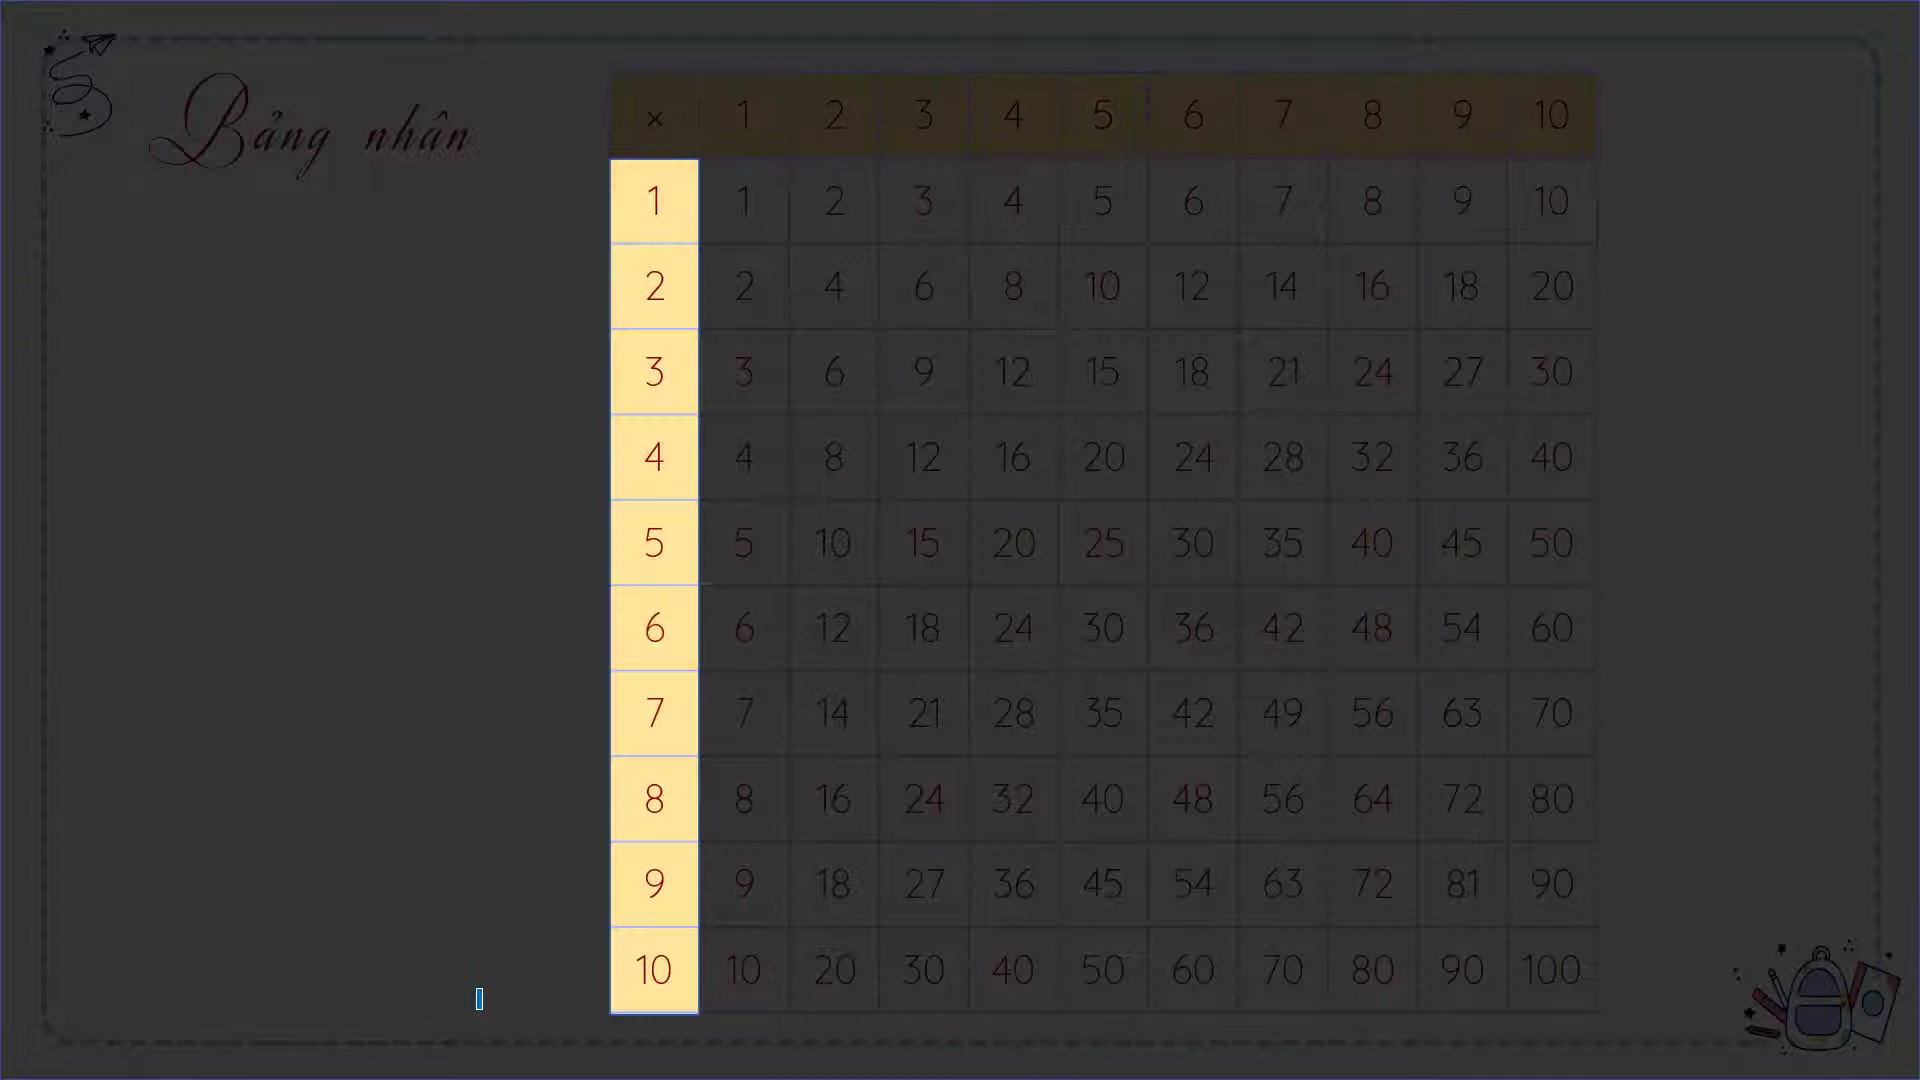 Bảng nhân
× 1 2 3 4 5 6 7 8 9 10
1 1 2 3 4 5 6 7 8 9 10
2 2 4 6 8 10 12 14 16 18 20
3 3 6 9 12 15 18 21 24 27 30
4 4 8 12 16 20 24 28 32 36 40
5 5 10 15 20 25 30 35 40 45 50
6 6 12 18 24 30 36 42 48 54 60
7 7 14 21 28 35 42 49 56 63 70
8 8 16 24 32 40 48 56 64 72 80
9 9 18 27 36 45 54 63 72 81 90
10 10 20 30 40 50 60 70 80 90 100